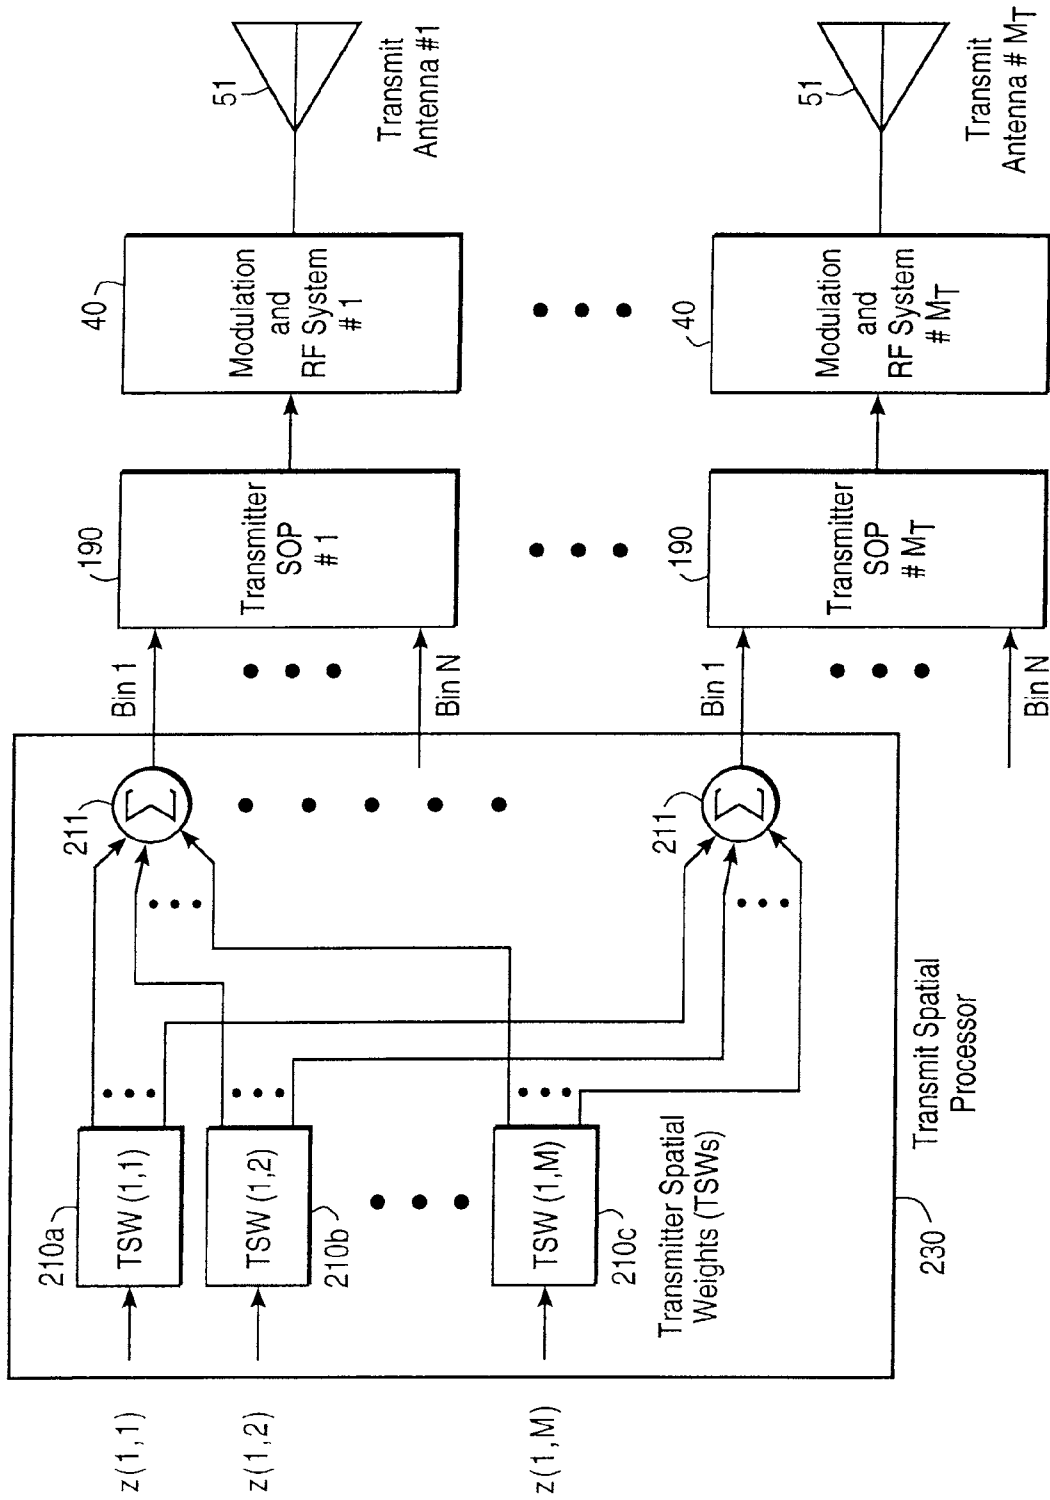 z(1,1)
z(1,2)
z(1,M)
210a
TSW (1,1)
TSW (1,2)
210b
TSW (1,M)
210c
Transmitter Spatial
Weights (TSWs)
230
Transmit Spatial
Processor
211
Σ
211
Σ
Bin 1
Bin N
Bin 1
Bin N
190
Transmitter
SOP
# 1
190
Transmitter
SOP
# MT
40
Modulation
and
RF System
# 1
40
Modulation
and
RF System
# MT
51
Transmit
Antenna #1
51
Transmit
Antenna # MT